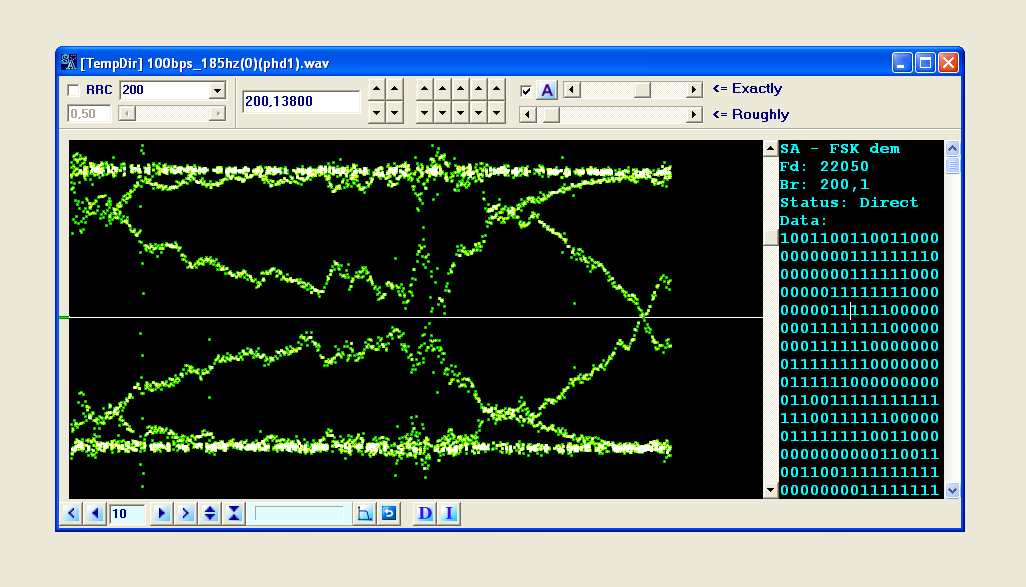 SA [TempDir] 100bps_185hz(0)(phd1).wav
RRC 200
0,50
200,13800
A
<= Exactly
<= Roughly
SA - FSK dem
Fd: 22050
Br: 200,1
Status: Direct
Data:
1001100110011000
0000000111111110
0000000111111000
0000011111111000
0000011111100000
0001111111100000
0001111110000000
0111111110000000
0111111000000000
0110011111111111
1110011111100000
0111111110011000
0000000000110011
0011001111111111
0000000011111111
10
D I